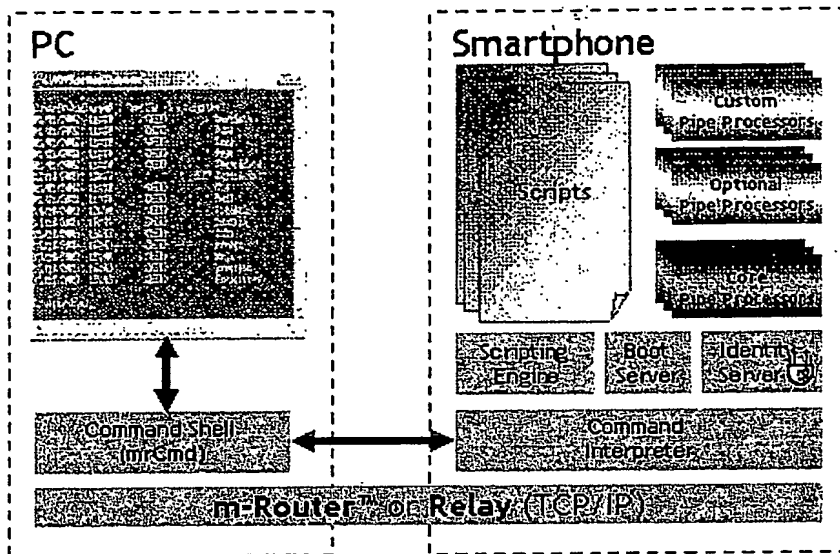 PC
Smartphone
Scripts
Custom
Pipe Processors
Optional
Pipe Processors
Core
Pipe Processors
Scripting
Engine
Boot
Server
Identity
Server
Command Shell
(mrCmd)
Command
Interpreter
m-Router™ or Relay (TCP/IP)